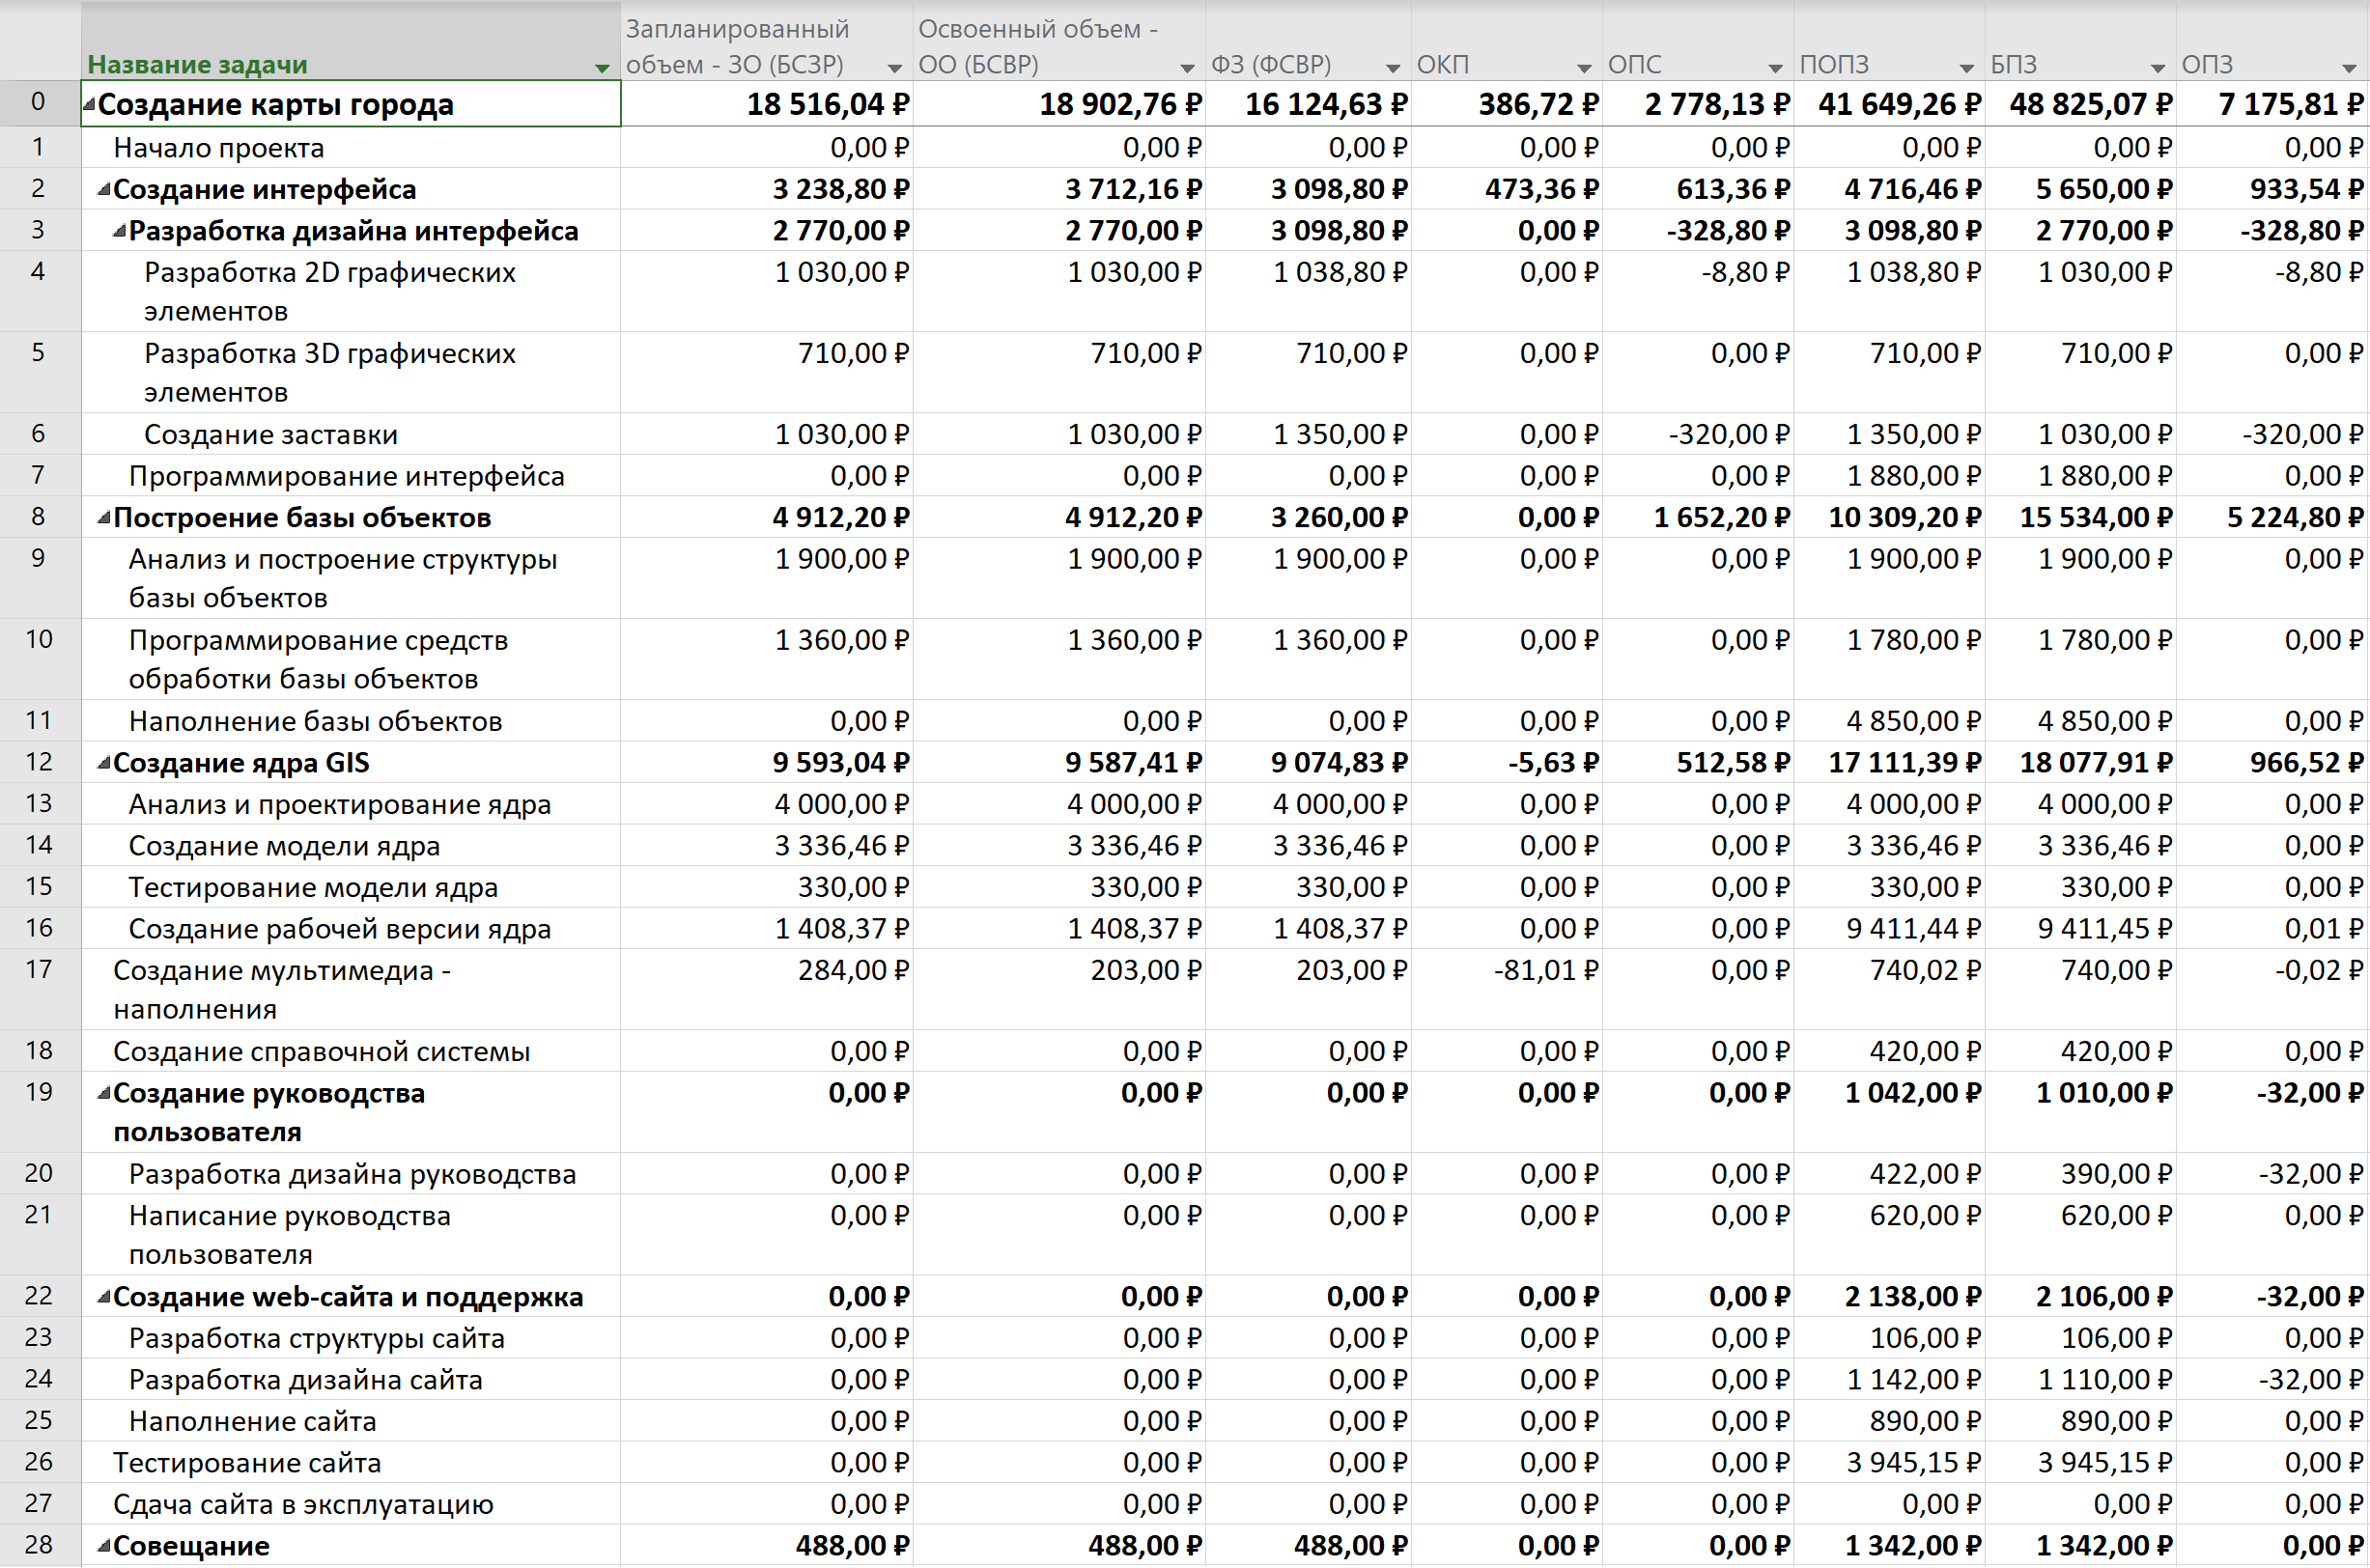 Название задачи Запланированный объем - ЗО (БСЗР) Освоенный объем - ОО (БСВР) ФЗ (ФСВР) ОКП ОПС ПОПЗ БПЗ ОПЗ
0 Создание карты города 18 516,04 ₽ 18 902,76 ₽ 16 124,63 ₽ 386,72 ₽ 2 778,13 ₽ 41 649,26 ₽ 48 825,07 ₽ 7 175,81 ₽
1 Начало проекта 0,00 ₽ 0,00 ₽ 0,00 ₽ 0,00 ₽ 0,00 ₽ 0,00 ₽ 0,00 ₽ 0,00 ₽
2 Создание интерфейса 3 238,80 ₽ 3 712,16 ₽ 3 098,80 ₽ 473,36 ₽ 613,36 ₽ 4 716,46 ₽ 5 650,00 ₽ 933,54 ₽
3 Разработка дизайна интерфейса 2 770,00 ₽ 2 770,00 ₽ 3 098,80 ₽ 0,00 ₽ -328,80 ₽ 3 098,80 ₽ 2 770,00 ₽ -328,80 ₽
4 Разработка 2D графических 1 030,00 ₽ 1 030,00 ₽ 1 038,80 ₽ 0,00 ₽ -8,80 ₽ 1 038,80 ₽ 1 030,00 ₽ -8,80 ₽
элементов
5 Разработка 3D графических 710,00 ₽ 710,00 ₽ 710,00 ₽ 0,00 ₽ 0,00 ₽ 710,00 ₽ 710,00 ₽ 0,00 ₽
элементов
6 Создание заставки 1 030,00 ₽ 1 030,00 ₽ 1 350,00 ₽ 0,00 ₽ -320,00 ₽ 1 350,00 ₽ 1 030,00 ₽ -320,00 ₽
7 Программирование интерфейса 0,00 ₽ 0,00 ₽ 0,00 ₽ 0,00 ₽ 0,00 ₽ 1 880,00 ₽ 1 880,00 ₽ 0,00 ₽
8 Построение базы объектов 4 912,20 ₽ 4 912,20 ₽ 3 260,00 ₽ 0,00 ₽ 1 652,20 ₽ 10 309,20 ₽ 15 534,00 ₽ 5 224,80 ₽
9 Анализ и построение структуры 1 900,00 ₽ 1 900,00 ₽ 1 900,00 ₽ 0,00 ₽ 0,00 ₽ 1 900,00 ₽ 1 900,00 ₽ 0,00 ₽
базы объектов
10 Программирование средств 1 360,00 ₽ 1 360,00 ₽ 1 360,00 ₽ 0,00 ₽ 0,00 ₽ 1 780,00 ₽ 1 780,00 ₽ 0,00 ₽
обработки базы объектов
11 Наполнение базы объектов 0,00 ₽ 0,00 ₽ 0,00 ₽ 0,00 ₽ 0,00 ₽ 4 850,00 ₽ 4 850,00 ₽ 0,00 ₽
12 Создание ядра GIS 9 593,04 ₽ 9 587,41 ₽ 9 074,83 ₽ -5,63 ₽ 512,58 ₽ 17 111,39 ₽ 18 077,91 ₽ 966,52 ₽
13 Анализ и проектирование ядра 4 000,00 ₽ 4 000,00 ₽ 4 000,00 ₽ 0,00 ₽ 0,00 ₽ 4 000,00 ₽ 4 000,00 ₽ 0,00 ₽
14 Создание модели ядра 3 336,46 ₽ 3 336,46 ₽ 3 336,46 ₽ 0,00 ₽ 0,00 ₽ 3 336,46 ₽ 3 336,46 ₽ 0,00 ₽
15 Тестирование модели ядра 330,00 ₽ 330,00 ₽ 330,00 ₽ 0,00 ₽ 0,00 ₽ 330,00 ₽ 330,00 ₽ 0,00 ₽
16 Создание рабочей версии ядра 1 408,37 ₽ 1 408,37 ₽ 1 408,37 ₽ 0,00 ₽ 0,00 ₽ 9 411,44 ₽ 9 411,45 ₽ 0,01 ₽
17 Создание мультимедиа - 284,00 ₽ 203,00 ₽ 203,00 ₽ -81,01 ₽ 0,00 ₽ 740,02 ₽ 740,00 ₽ -0,02 ₽
наполнения
18 Создание справочной системы 0,00 ₽ 0,00 ₽ 0,00 ₽ 0,00 ₽ 0,00 ₽ 420,00 ₽ 420,00 ₽ 0,00 ₽
19 Создание руководства 0,00 ₽ 0,00 ₽ 0,00 ₽ 0,00 ₽ 0,00 ₽ 1 042,00 ₽ 1 010,00 ₽ -32,00 ₽
пользователя
20 Разработка дизайна руководства 0,00 ₽ 0,00 ₽ 0,00 ₽ 0,00 ₽ 0,00 ₽ 422,00 ₽ 390,00 ₽ -32,00 ₽
21 Написание руководства 0,00 ₽ 0,00 ₽ 0,00 ₽ 0,00 ₽ 0,00 ₽ 620,00 ₽ 620,00 ₽ 0,00 ₽
пользователя
22 Создание web-сайта и поддержка 0,00 ₽ 0,00 ₽ 0,00 ₽ 0,00 ₽ 0,00 ₽ 2 138,00 ₽ 2 106,00 ₽ -32,00 ₽
23 Разработка структуры сайта 0,00 ₽ 0,00 ₽ 0,00 ₽ 0,00 ₽ 0,00 ₽ 106,00 ₽ 106,00 ₽ 0,00 ₽
24 Разработка дизайна сайта 0,00 ₽ 0,00 ₽ 0,00 ₽ 0,00 ₽ 0,00 ₽ 1 142,00 ₽ 1 110,00 ₽ -32,00 ₽
25 Наполнение сайта 0,00 ₽ 0,00 ₽ 0,00 ₽ 0,00 ₽ 0,00 ₽ 890,00 ₽ 890,00 ₽ 0,00 ₽
26 Тестирование сайта 0,00 ₽ 0,00 ₽ 0,00 ₽ 0,00 ₽ 0,00 ₽ 3 945,15 ₽ 3 945,15 ₽ 0,00 ₽
27 Сдача сайта в эксплуатацию 0,00 ₽ 0,00 ₽ 0,00 ₽ 0,00 ₽ 0,00 ₽ 0,00 ₽ 0,00 ₽ 0,00 ₽
28 Совещание 488,00 ₽ 488,00 ₽ 488,00 ₽ 0,00 ₽ 0,00 ₽ 1 342,00 ₽ 1 342,00 ₽ 0,00 ₽